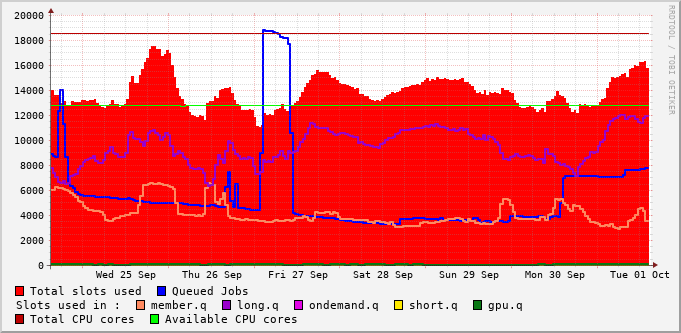 20000
18000
16000
14000
12000
10000
8000
6000
4000
2000
0
Wed 25 Sep Thu 26 Sep Fri 27 Sep Sat 28 Sep Sun 29 Sep Mon 30 Sep Tue 01 Oct
Total slots used Queued Jobs
Slots used in : member.q long.q ondemand.q short.q gpu.q
Total CPU cores Available CPU cores
RRDTOOL / TOBI OETIKER